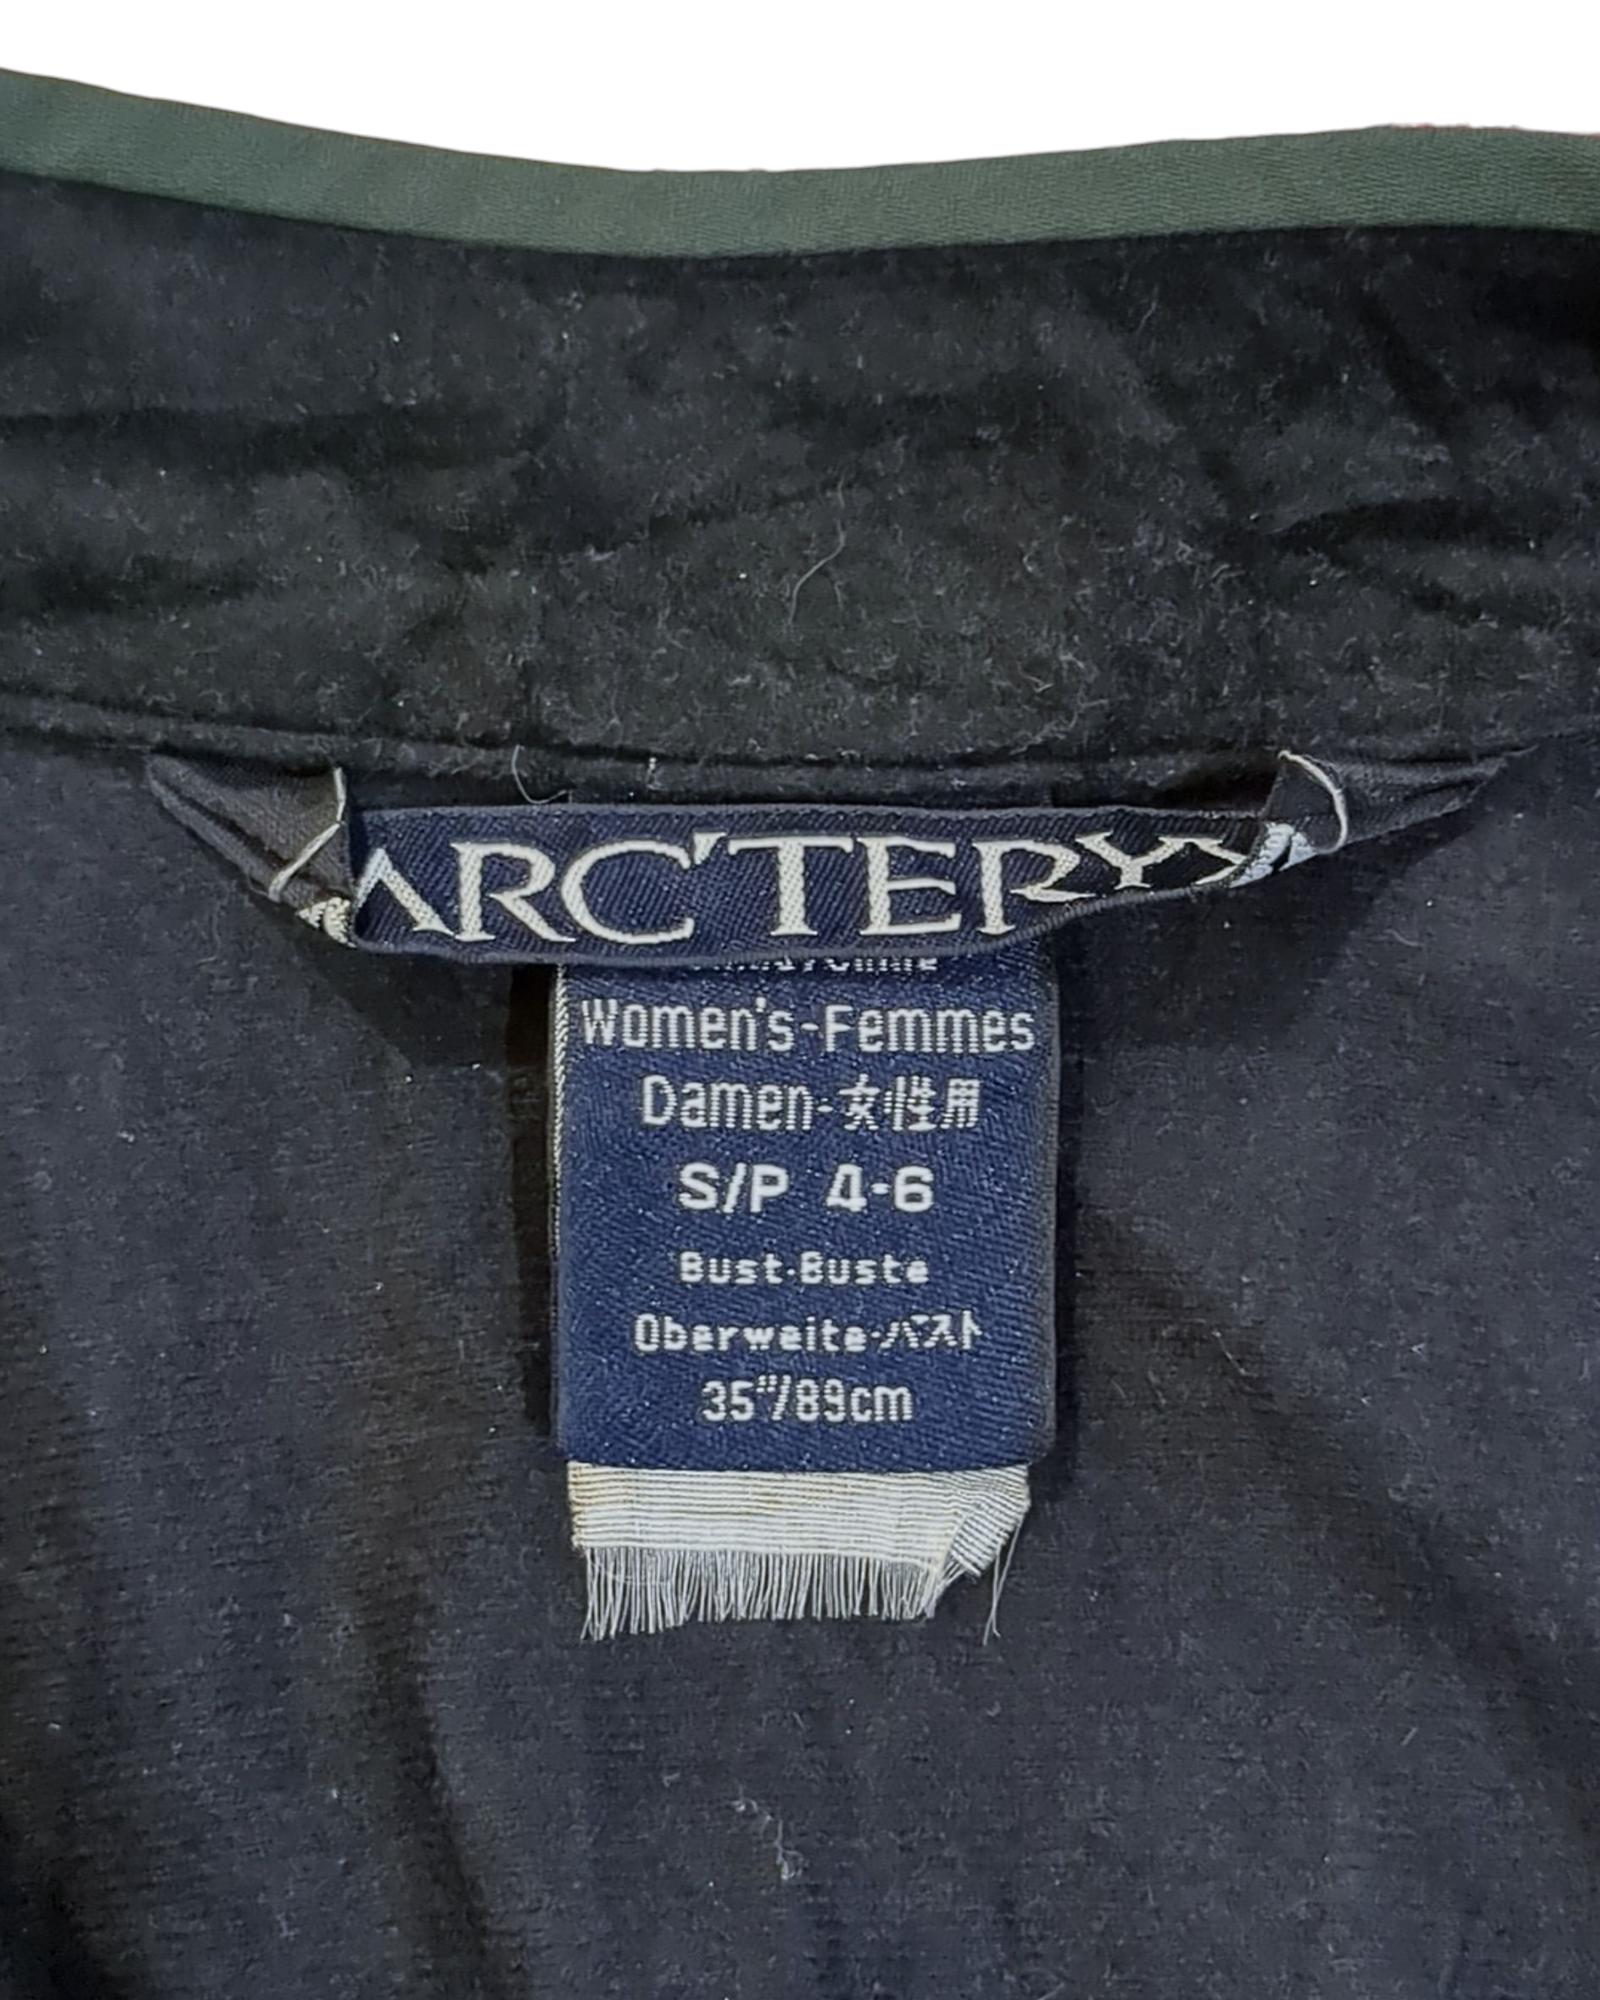 ARC'TERYX
Women's-Femmes
Damen-女性用
S/P 4-6
Bust·Buste
Oberweite·バスト
35"/89cm